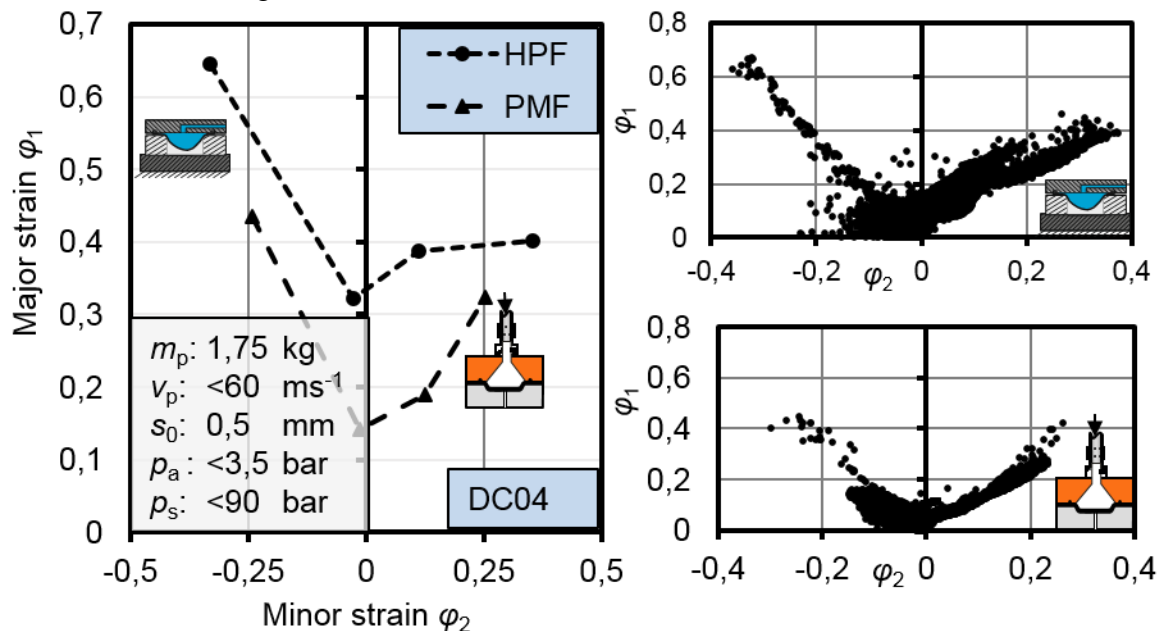 0,7
0,6
0,5
0,4
0,3
0,2
0,1
0
-0,5
-0,25
0
0,25
0,5
Major strain φ1
Minor strain φ2
HPF
PMF
mp: 1,75 kg
vp: <60 ms-1
s0: 0,5 mm
pa: <3,5 bar
ps: <90 bar
DC04
0,8
0,6
0,4
0,2
0
φ1
-0,4
-0,2
0
0,2
0,4
φ2
0,8
0,6
0,4
0,2
0
φ1
-0,4
-0,2
0
0,2
0,4
φ2